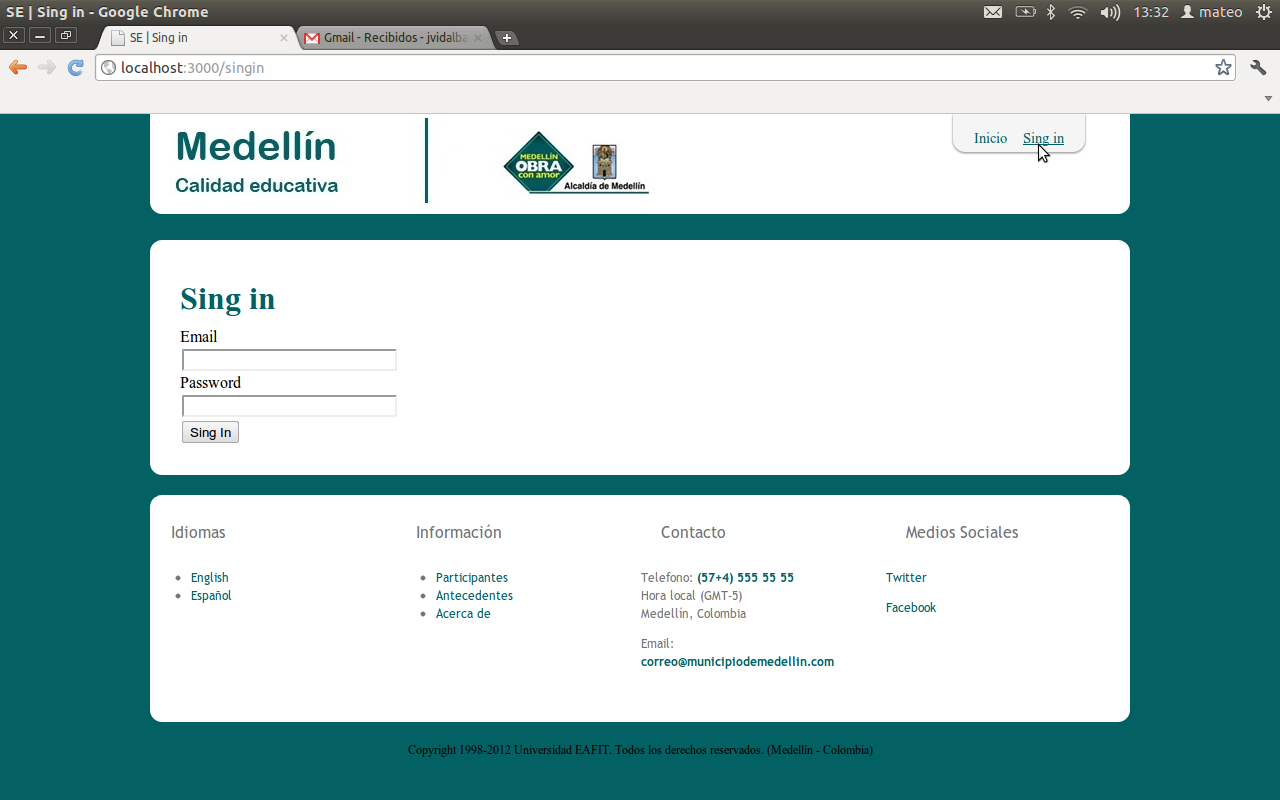 SE | Sing in - Google Chrome
13:32 mateo
SE | Sing in
Gmail - Recibidos - jvidalba
localhost:3000/singin
Medellín
Calidad educativa
MEDELLÍN
OBRA
con amor
Alcaldía de Medellín
Inicio Sing in
Sing in
Email
Password
Sing In
Idiomas
English
Español
Información
Participantes
Antecedentes
Acerca de
Contacto
Telefono: (57+4) 555 55 55
Hora local (GMT-5)
Medellín, Colombia
Email:
correo@municipiodemedellin.com
Medios Sociales
Twitter
Facebook
Copyright 1998-2012 Universidad EAFIT. Todos los derechos reservados. (Medellín - Colombia)